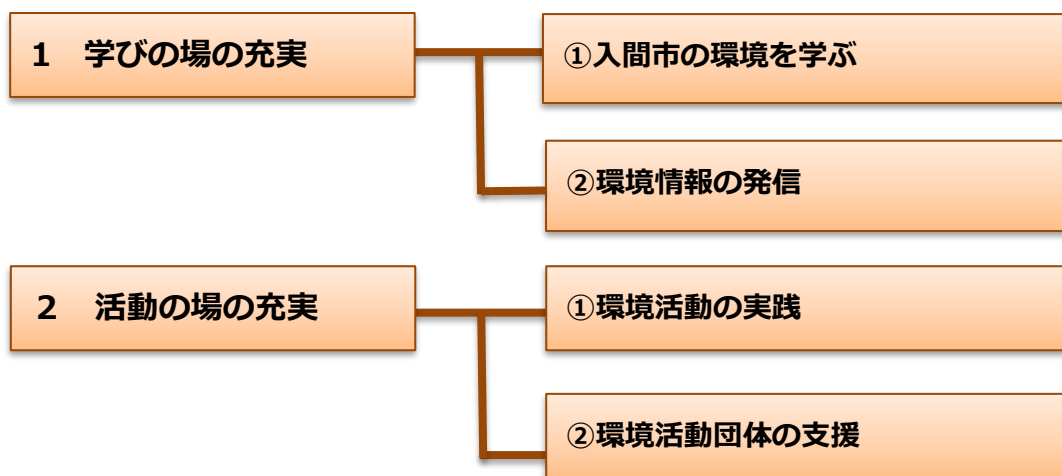 1　学びの場の充実
①入間市の環境を学ぶ
②環境情報の発信
2　活動の場の充実
①環境活動の実践
②環境活動団体の支援